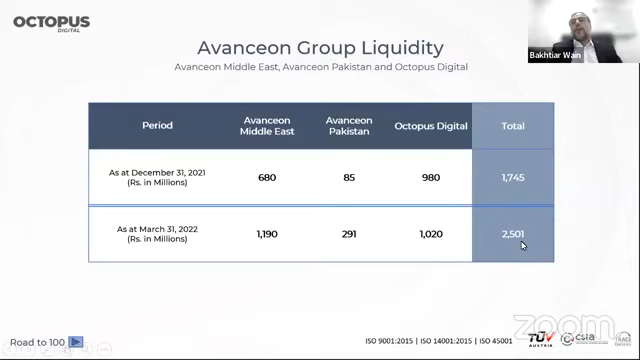 OCTOPUS
DIGITAL
Bakhtiar Wain
Avanceon Group Liquidity
Avanceon Middle East, Avanceon Pakistan and Octopus Digital
Period
Avanceon
Middle East
Avanceon
Pakistan
Octopus Digital
Total
As at December 31, 2021
(Rs. in Millions)
680
85
980
1,745
As at March 31, 2022
(Rs. in Millions)
1,190
291
1,020
2,501
Road to 100
ISO 9001:2015 | ISO 14001:2015 | ISO 45001
TÜV
AUSTRIA
csia
zoom